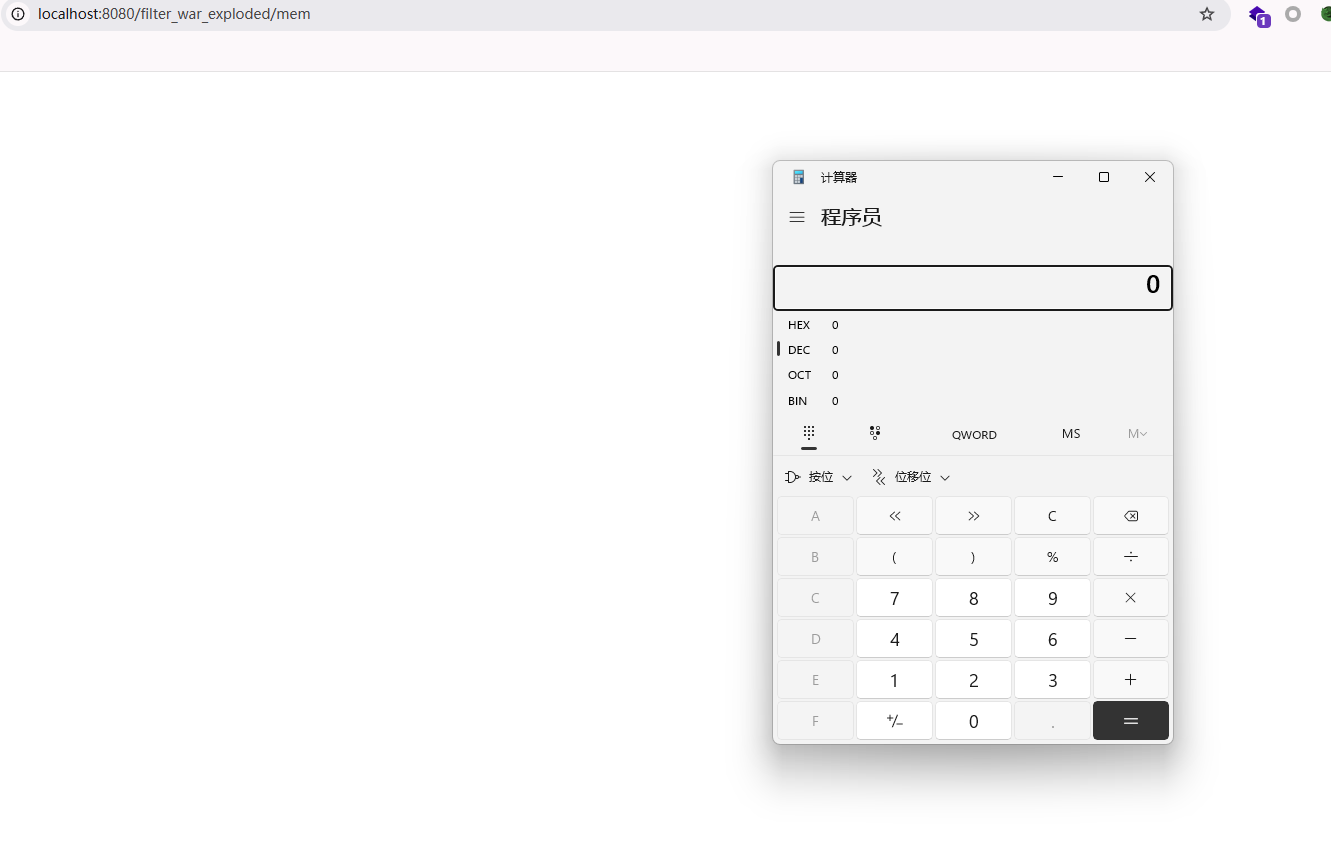 localhost:8080/filter_war_exploded/mem
1
计算器
程序员
0
HEX 0
DEC 0
OCT 0
BIN 0
QWORD MS M
按位 位移位
A « » C
B ( ) % ÷
C 7 8 9 ×
D 4 5 6 −
E 1 2 3 +
F +/− 0 . =